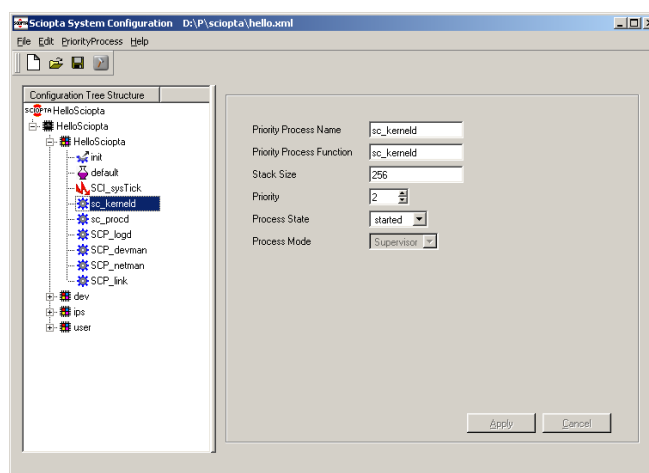 Sciopta System Configuration D:\P\sciopta\hello.xml
File Edit PriorityProcess Help
Configuration Tree Structure
SCIOPTA HelloSciopta
HelloSciopta
HelloSciopta
init
default
SCI_sysTick
sc_kerneld
sc_procd
SCP_logd
SCP_devman
SCP_netman
SCP_link
dev
ips
user
Priority Process Name sc_kerneld
Priority Process Function sc_kerneld
Stack Size 256
Priority 2
Process State started
Process Mode Supervisor
Apply Cancel